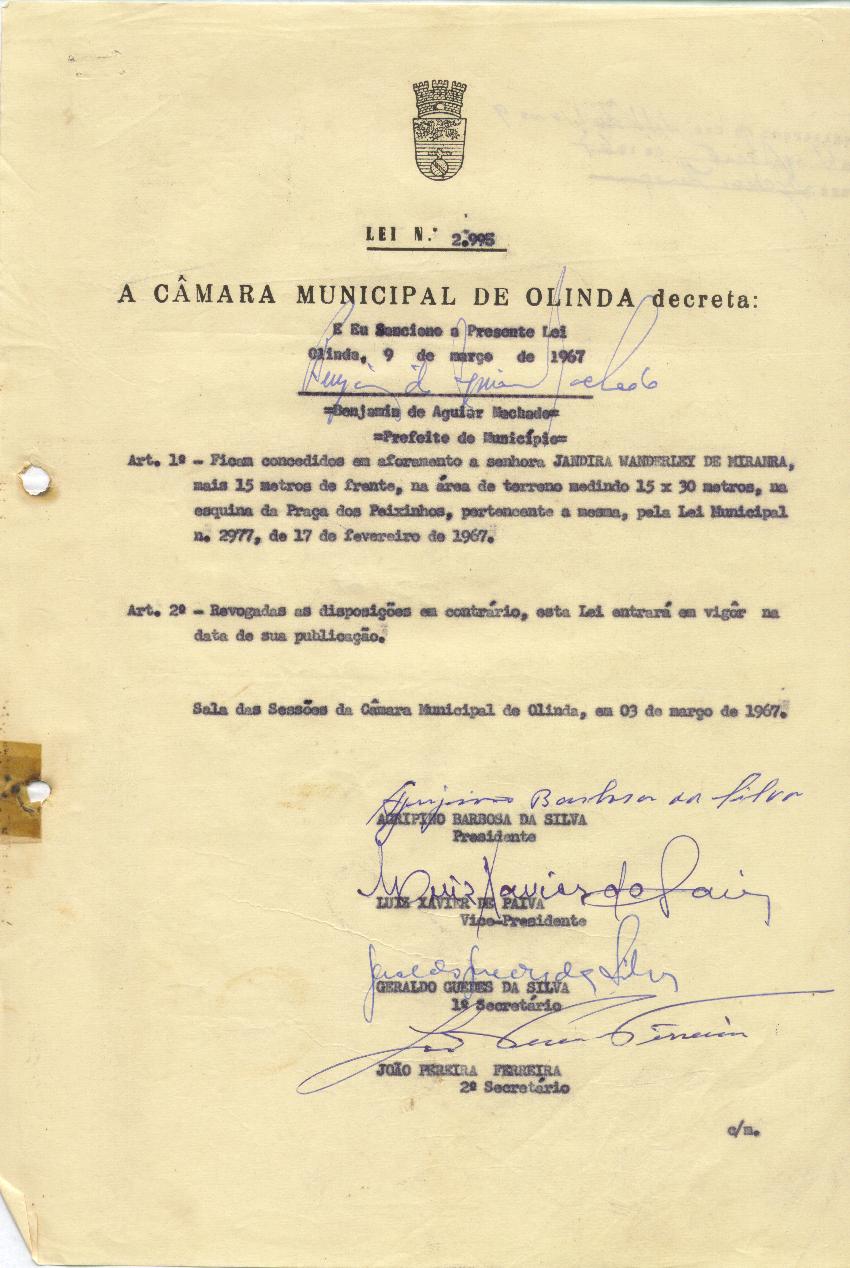 LEI N.º 2.995
A CÂMARA MUNICIPAL DE OLINDA decreta:
E Eu Sanciono a Presente Lei
Olinda, 9 de março de 1967
Benjamin de Aguiar Machado
=Benjamin de Aguiar Machado=
=Prefeito do Município=
Art. 1º - Ficam concedidos em aforamento a senhora JANDIRA WANDERLEY DE MIRANRA,
mais 15 metros de frente, na área de terreno medindo 15 x 30 metros, na
esquina da Praça dos Peixinhos, pertencente a mesma, pela Lei Municipal
n. 2977, de 17 de fevereiro de 1967.
Art. 2º - Revogadas as disposições em contrário, esta Lei entrará em vigôr na
data de sua publicação.
Sala das Sessões da Câmara Municipal de Olinda, em 03 de março de 1967.
Agripino Barbosa da Silva
AGRIPINO BARBOSA DA SILVA
Presidente
Luiz Xavier de Paiva
LUIZ XAVIER DE PAIVA
Vice-Presidente
Geraldo Guedes da Silva
GERALDO GUEDES DA SILVA
1º Secretário
João Pereira Ferreira
JOÃO PEREIRA FERREIRA
2º Secretário
c/m.